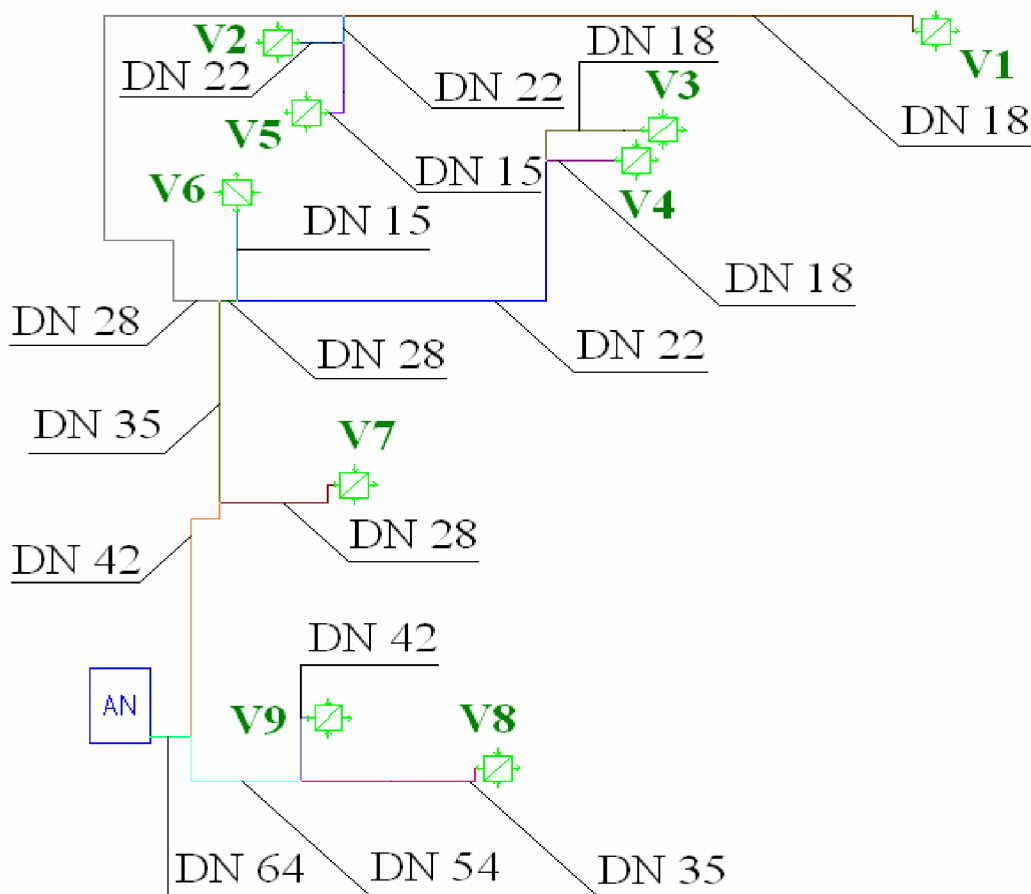 V2
DN 18
V1
DN 22
DN 22
V3
DN 18
V5
DN 15
V4
V6
DN 15
DN 18
DN 28
DN 28
DN 22
DN 35
V7
DN 28
DN 42
DN 42
AN
V9
V8
DN 64
DN 54
DN 35